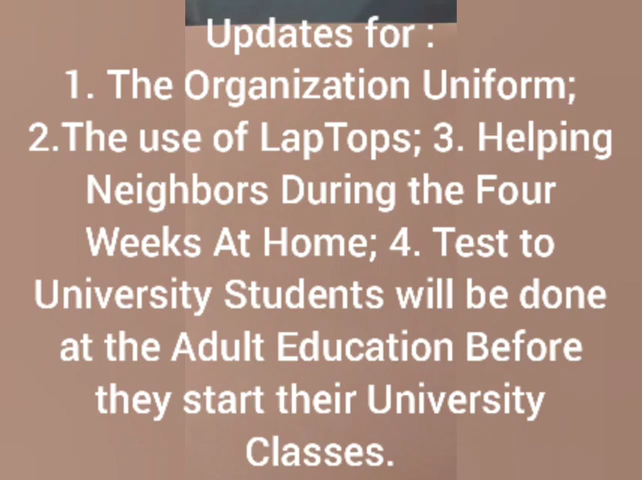 Updates for :
1. The Organization Uniform;
2.The use of LapTops; 3. Helping
Neighbors During the Four
Weeks At Home; 4. Test to
University Students will be done
at the Adult Education Before
they start their University
Classes.